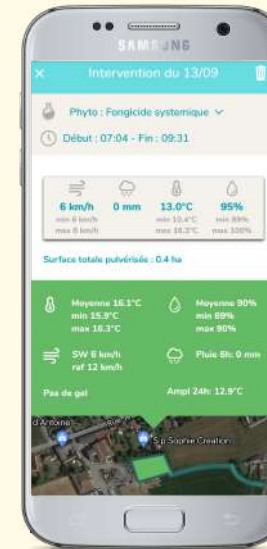 SAMSUNG
× Intervention du 13/09
Phyto : Fongicide systemique
Début : 07:04 - Fin : 09:31
6 km/h 0 mm 13.0°C 95%
min 6 km/h min 10.4°C min 89%
max 8 km/h max 16.3°C max 100%
Surface totale pulvérisée : 0.4 ha
Moyenne 16.1°C Moyenne 90%
min 15.9°C min 89%
max 16.3°C max 90%
SW 6 km/h Pluie 6h: 0 mm
raf 12 km/h
Pas de gel Ampl 24h: 12.9°C
d'Antoine
S.p Sophie Creation